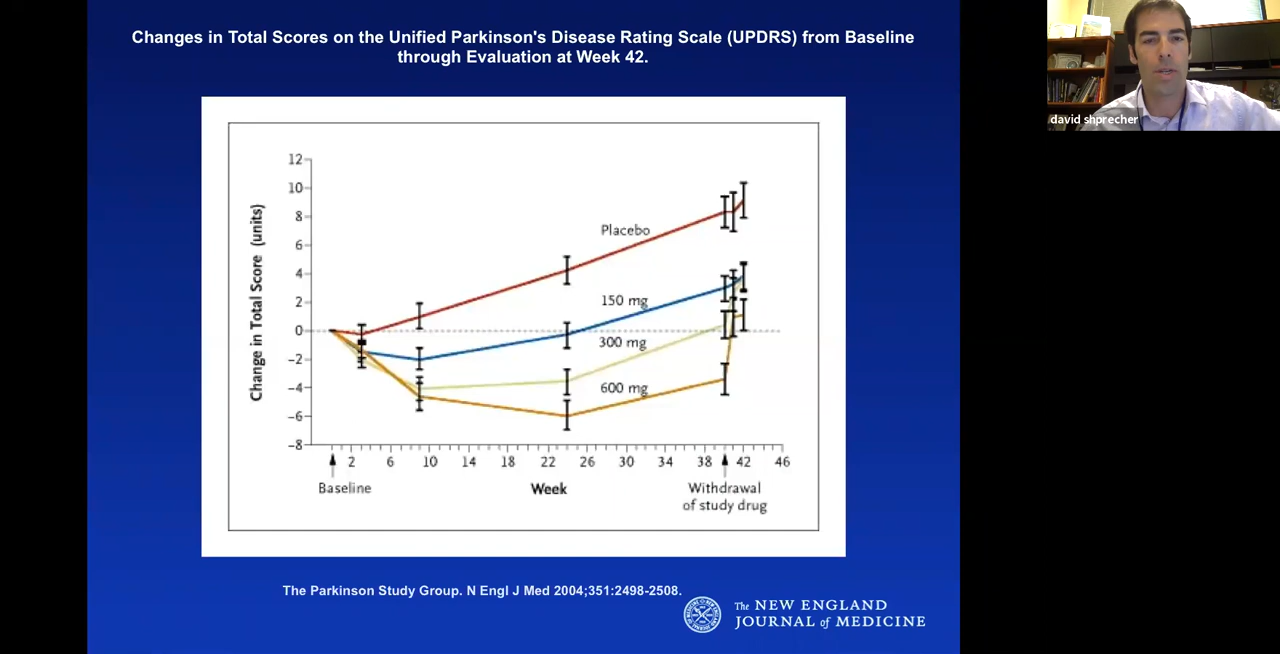 Changes in Total Scores on the Unified Parkinson's Disease Rating Scale (UPDRS) from Baseline
through Evaluation at Week 42.
david shprecher
12
10
8
6
4
2
0
−2
−4
−6
−8
Change in Total Score (units)
Placebo
150 mg
300 mg
600 mg
2 6 10 14 18 22 26 30 34 38 42 46
Baseline
Week
Withdrawal
of study drug
The Parkinson Study Group. N Engl J Med 2004;351:2498-2508.
The NEW ENGLAND
JOURNAL of MEDICINE